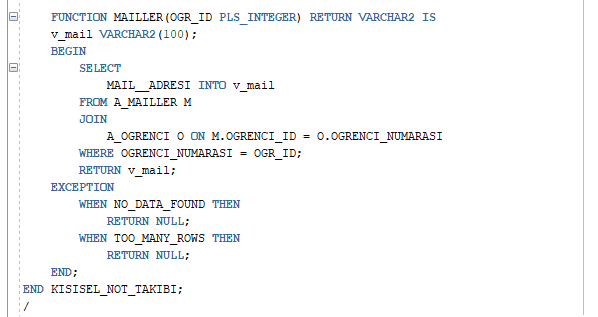 FUNCTION MAILLER(OGR_ID PLS_INTEGER) RETURN VARCHAR2 IS
v_mail VARCHAR2(100);
BEGIN
SELECT
MAIL__ADRESI INTO v_mail
FROM A_MAILLER M
JOIN
A_OGRENCI O ON M.OGRENCI_ID = O.OGRENCI_NUMARASI
WHERE OGRENCI_NUMARASI = OGR_ID;
RETURN v_mail;
EXCEPTION
WHEN NO_DATA_FOUND THEN
RETURN NULL;
WHEN TOO_MANY_ROWS THEN
RETURN NULL;
END;
END KISISEL_NOT_TAKIBI;
/